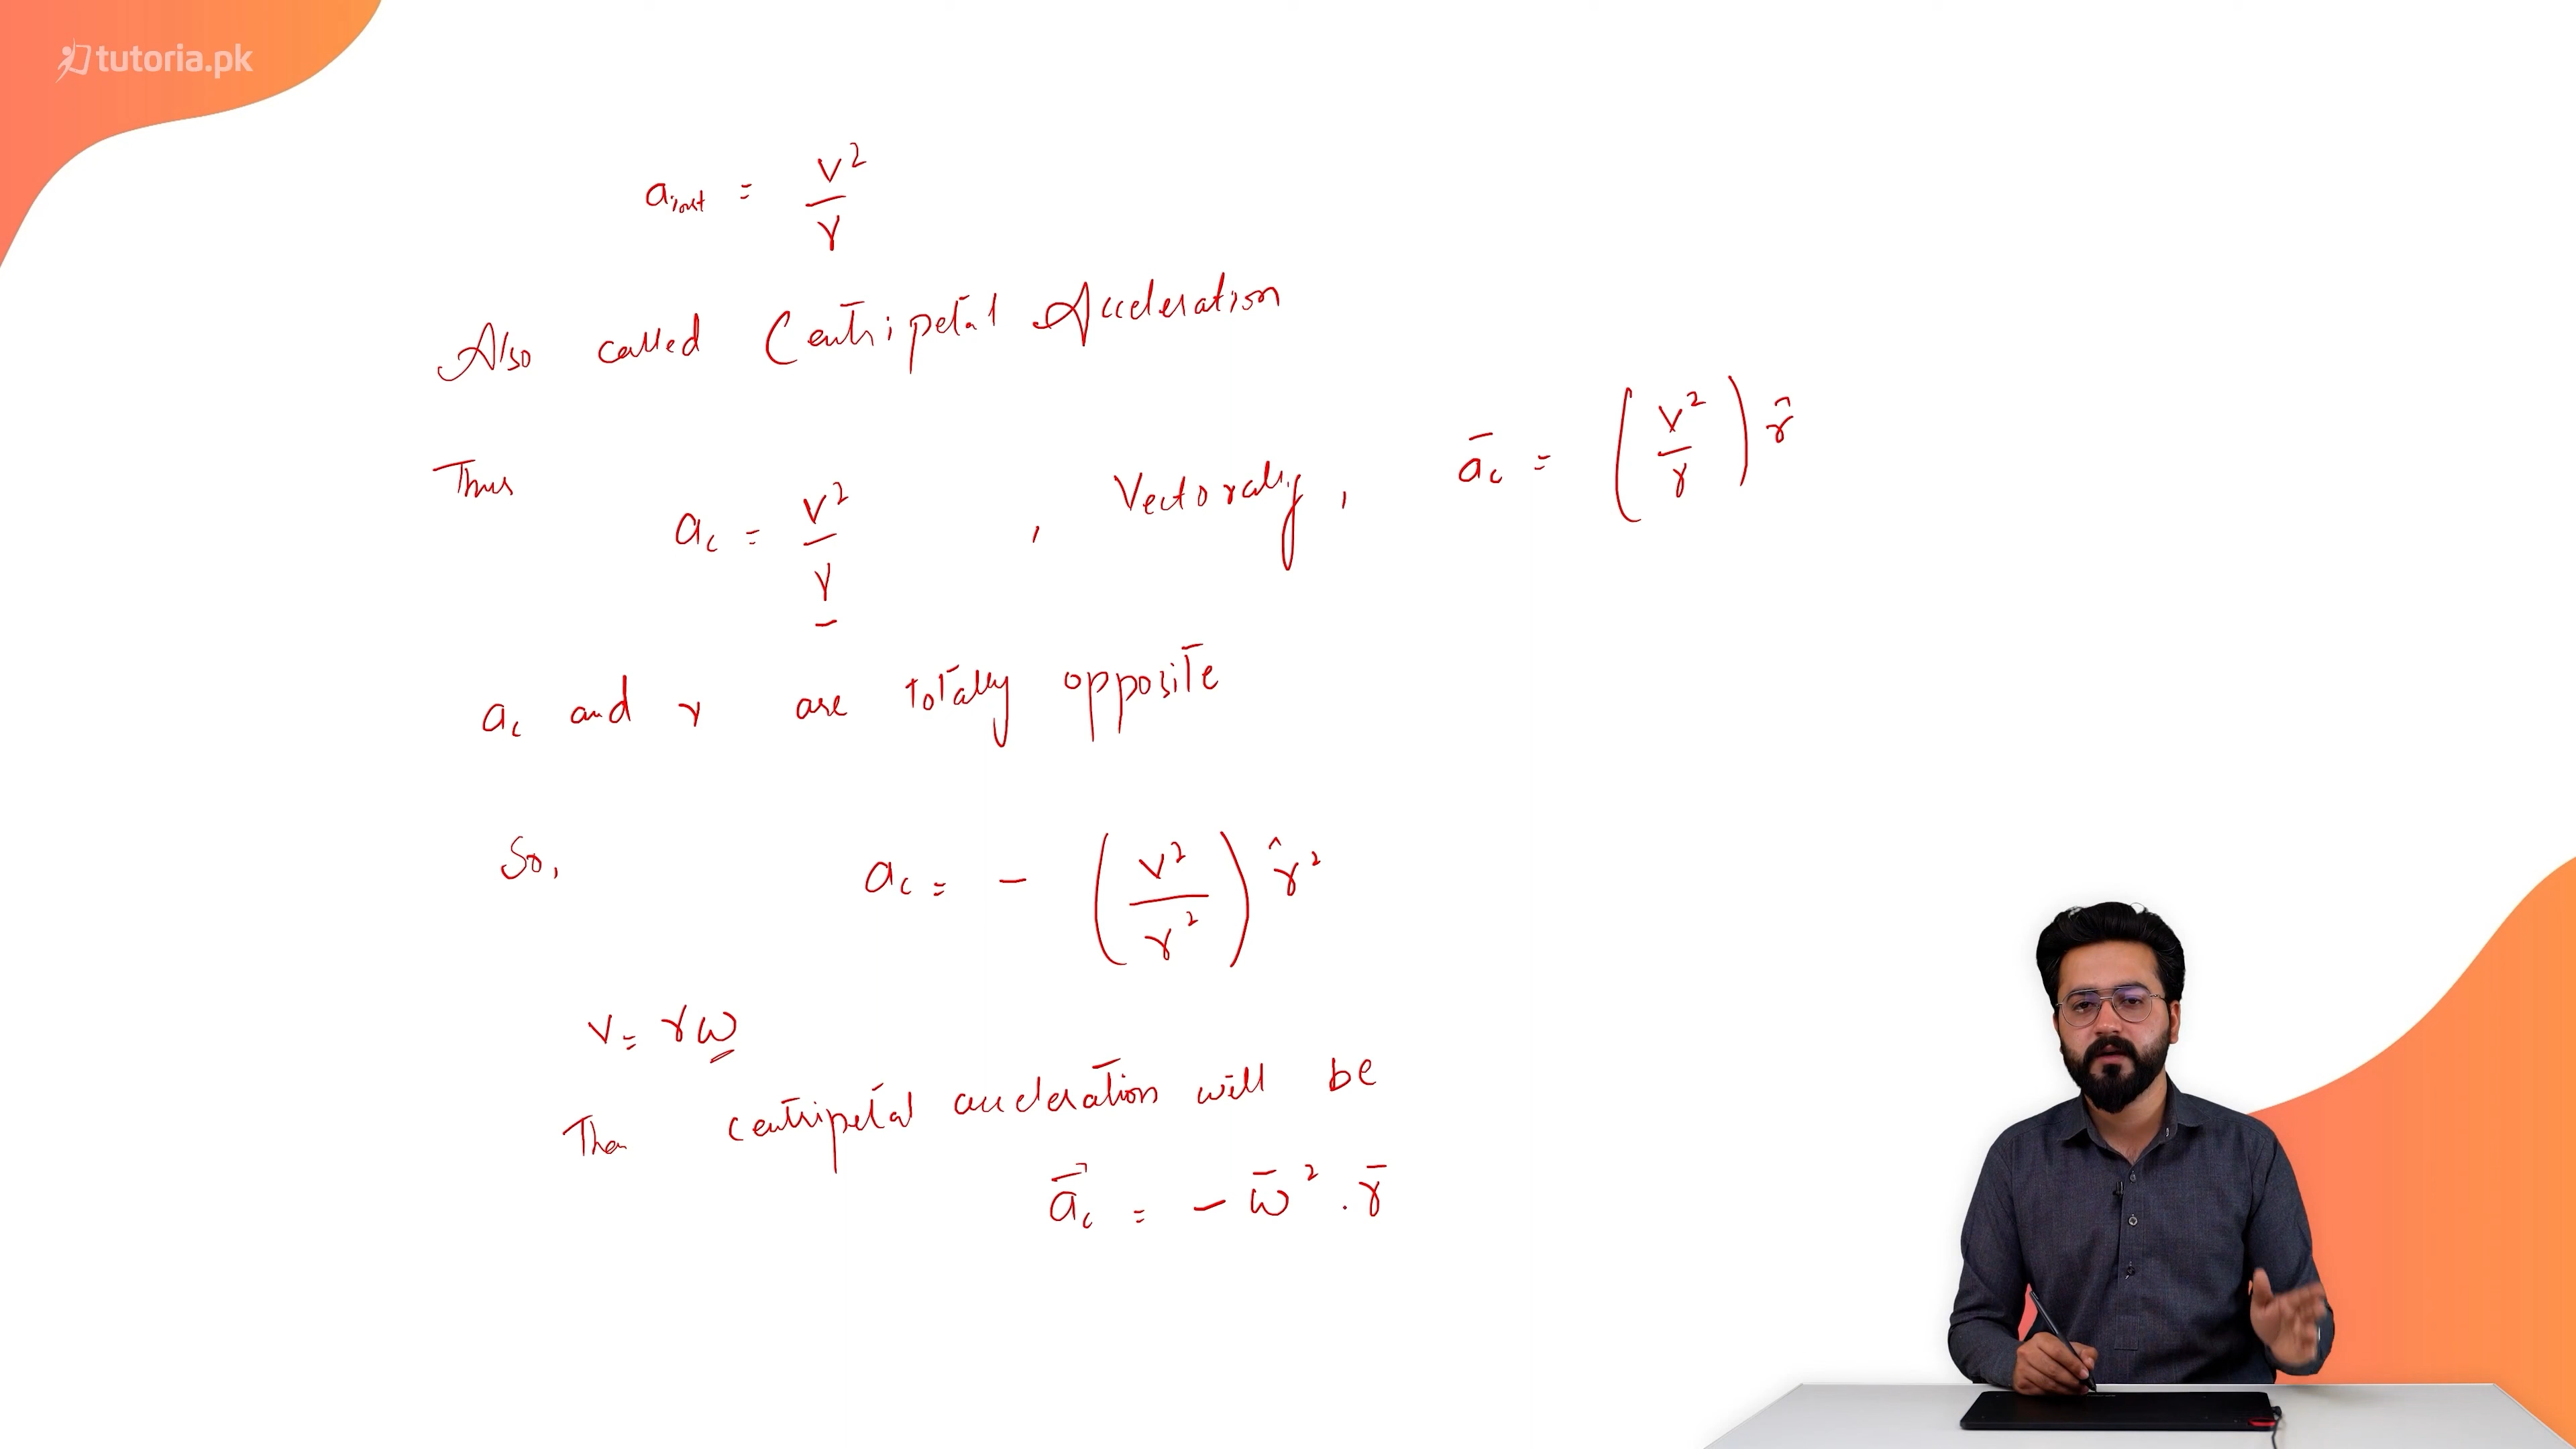 tutoria.pk
a_inst = v²/r
Also called Centripetal Acceleration
Thus a_c = v²/r , Vectorally, a̅_c = (v²/r) r̂
a_c and r are totally opposite
So, a_c = - (v²/r²) r̂²
v = rω
Then centripetal acceleration will be
a⃗_c = - ω̅² . r̅